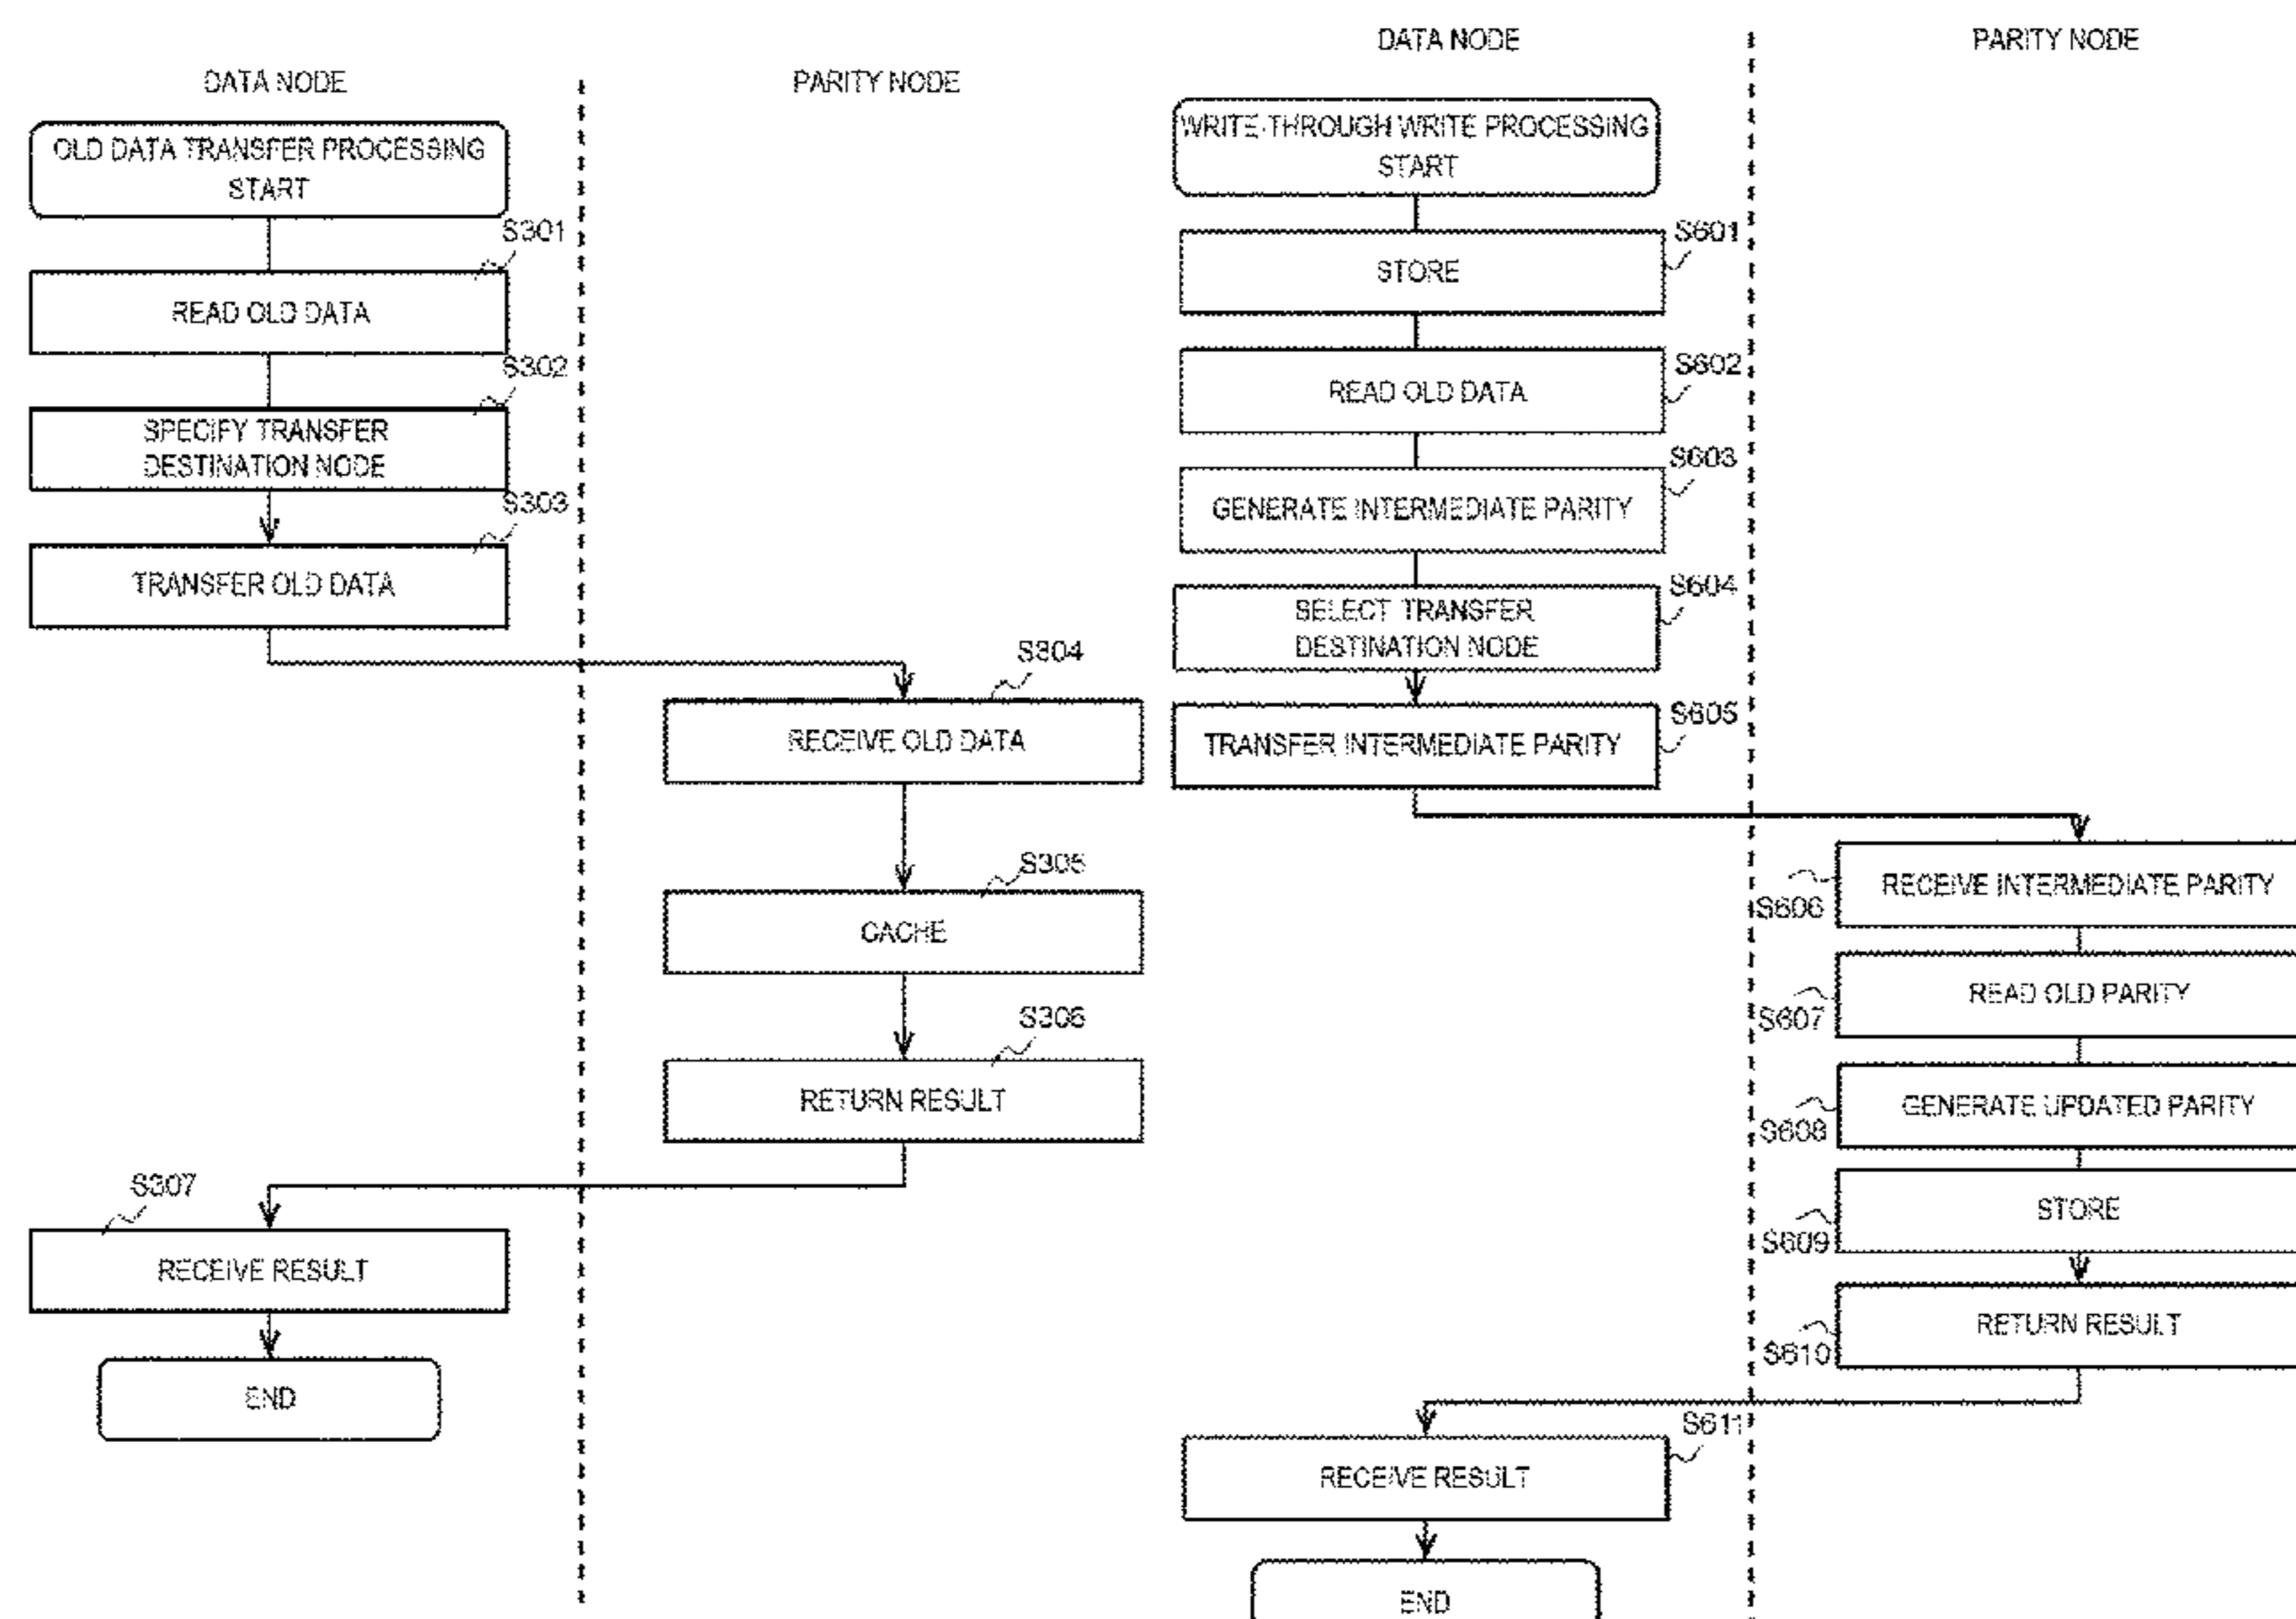 DATA NODE
PARITY NODE
OLD DATA TRANSFER PROCESSING
START
S301
READ OLD DATA
S302
SPECIFY TRANSFER
DESTINATION NODE
S303
TRANSFER OLD DATA
S304
RECEIVE OLD DATA
S305
CACHE
S306
RETURN RESULT
S307
RECEIVE RESULT
END
DATA NODE
PARITY NODE
WRITE-THROUGH WRITE PROCESSING
START
S601
STORE
S602
READ OLD DATA
S603
GENERATE INTERMEDIATE PARITY
S604
SELECT TRANSFER
DESTINATION NODE
S605
TRANSFER INTERMEDIATE PARITY
RECEIVE INTERMEDIATE PARITY
S606
READ OLD PARITY
S607
GENERATE UPDATED PARITY
S608
STORE
S609
RETURN RESULT
S610
S611
RECEIVE RESULT
END